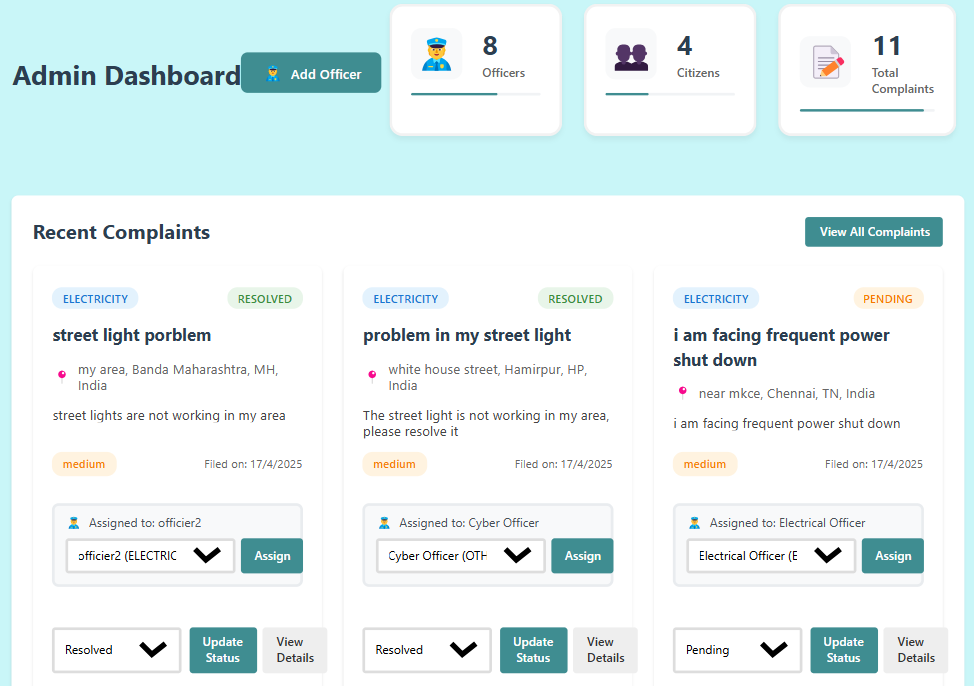 Admin Dashboard
Add Officer
8
Officers
4
Citizens
11
Total
Complaints
Recent Complaints
View All Complaints
ELECTRICITY
RESOLVED
street light porblem
my area, Banda Maharashtra, MH,
India
street lights are not working in my area
medium
Filed on: 17/4/2025
Assigned to: officier2
officier2 (ELECTRIC
Assign
Resolved
Update
Status
View
Details
ELECTRICITY
RESOLVED
problem in my street light
white house street, Hamirpur, HP,
India
The street light is not working in my area,
please resolve it
medium
Filed on: 17/4/2025
Assigned to: Cyber Officer
Cyber Officer (OTH
Assign
Resolved
Update
Status
View
Details
ELECTRICITY
PENDING
i am facing frequent power
shut down
near mkce, Chennai, TN, India
i am facing frequent power shut down
medium
Filed on: 17/4/2025
Assigned to: Electrical Officer
Electrical Officer (E
Assign
Pending
Update
Status
View
Details